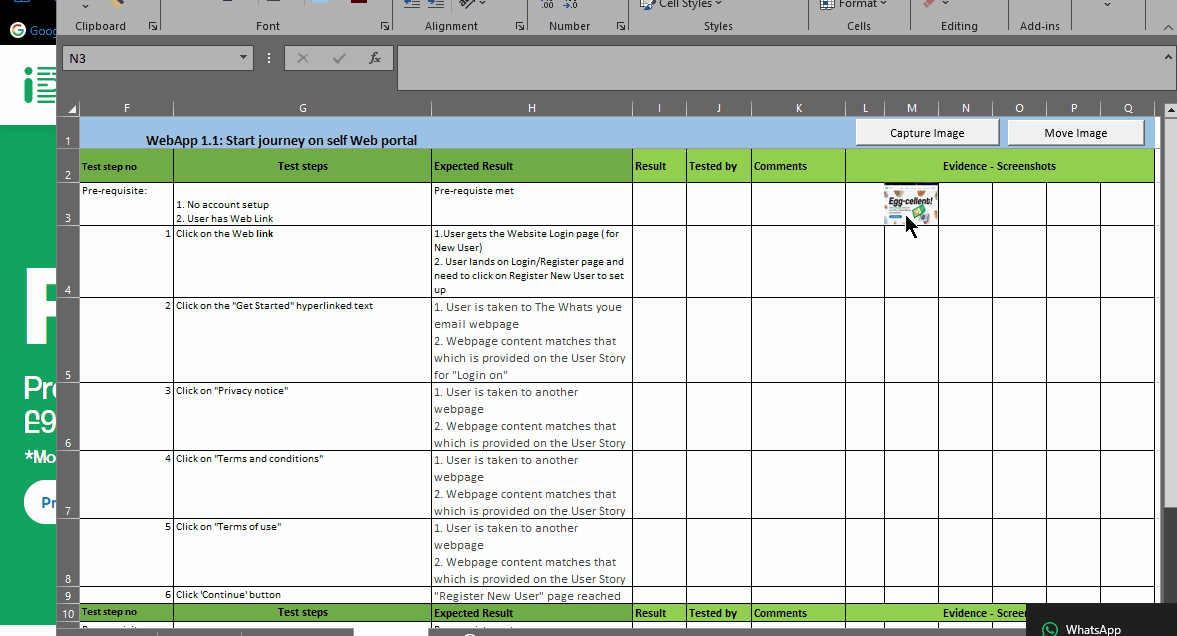 Cell Styles
Format
Clipboard
Font
Alignment
Number
Styles
Cells
Editing
Add-ins
Goog
N3
fx
F G H I J K L M N O P Q
1
WebApp 1.1: Start journey on self Web portal
Capture Image
Move Image
2
Test step no
Test steps
Expected Result
Result
Tested by
Comments
Evidence - Screenshots
3
Pre-requisite:
1. No account setup
2. User has Web Link
Pre-requiste met
Egg-cellent!
4
1
Click on the Web link
1.User gets the Website Login page ( for
New User)
2. User lands on Login/Register page and
need to click on Register New User to set
up
5
2
Click on the "Get Started" hyperlinked text
1. User is taken to The Whats youe
email webpage
2. Webpage content matches that
which is provided on the User Story
for "Login on"
6
3
Click on "Privacy notice"
1. User is taken to another
webpage
2. Webpage content matches that
which is provided on the User Story
7
4
Click on "Terms and conditions"
1. User is taken to another
webpage
2. Webpage content matches that
which is provided on the User Story
8
5
Click on "Terms of use"
1. User is taken to another
webpage
2. Webpage content matches that
which is provided on the User Story
9
6
Click 'Continue' button
"Register New User" page reached
10
Test step no
Test steps
Expected Result
Result
Tested by
Comments
Evidence - Screen
Pr
£9
*Mo
Pr
WhatsApp